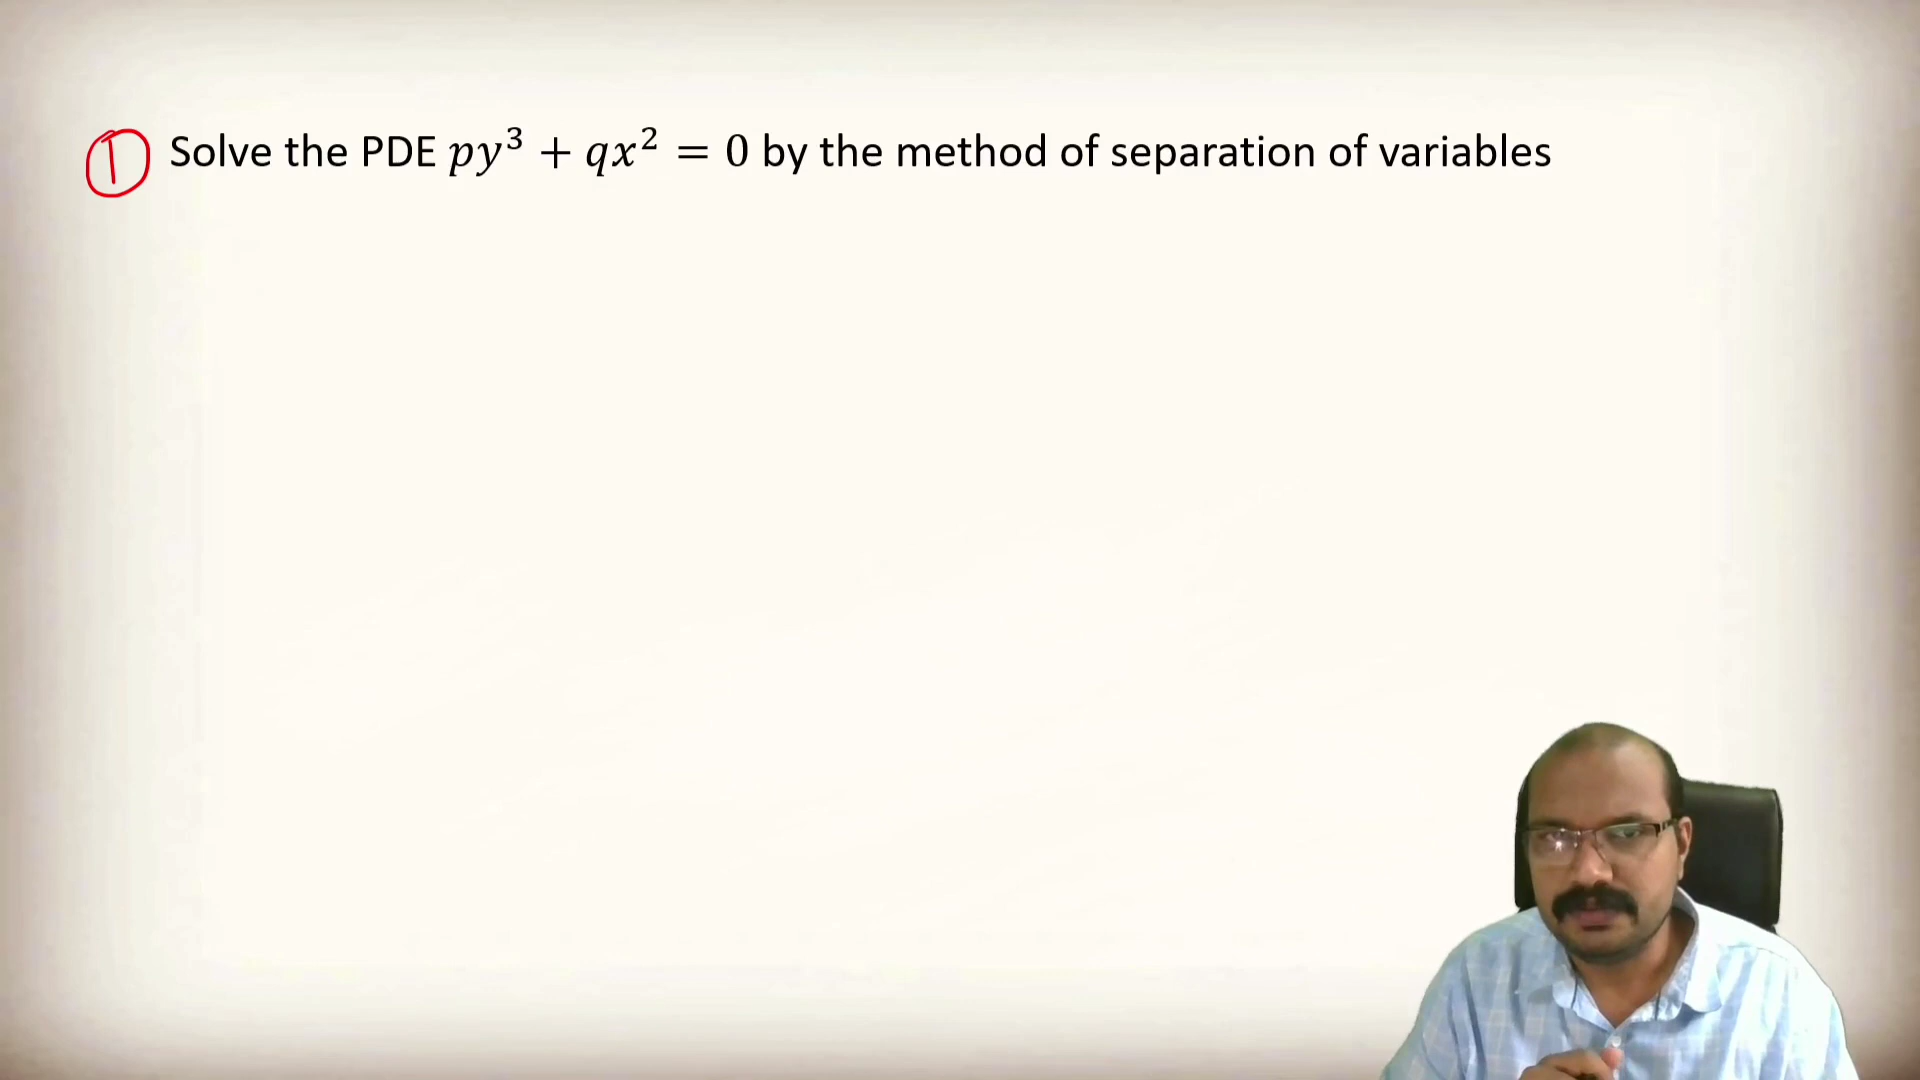 ① Solve the PDE 𝑝𝑦³ + 𝑞𝑥² = 0 by the method of separation of variables